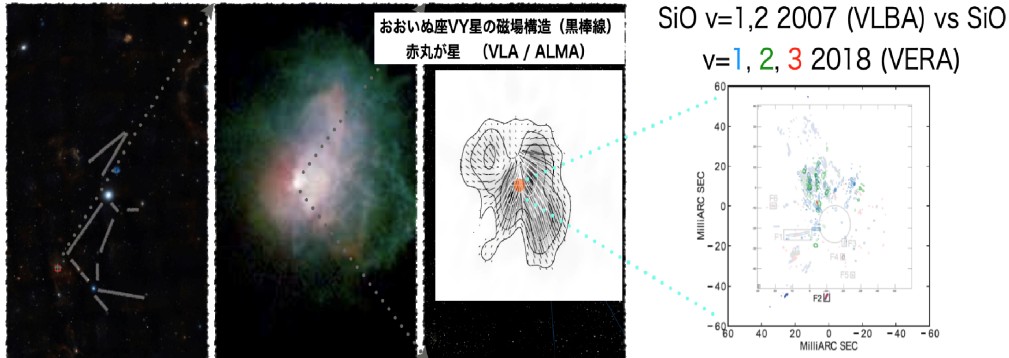 おおいぬ座VY星の磁場構造（黒棒線）
赤丸が星　（VLA / ALMA）
SiO v=1,2 2007 (VLBA) vs SiO
v=1, 2, 3 2018 (VERA)
MilliARC SEC
60
40
20
0
−20
−40
−60
F1
F3
F4
F5
F2
60 40 20 0 −20 −40 −60
MilliARC SEC